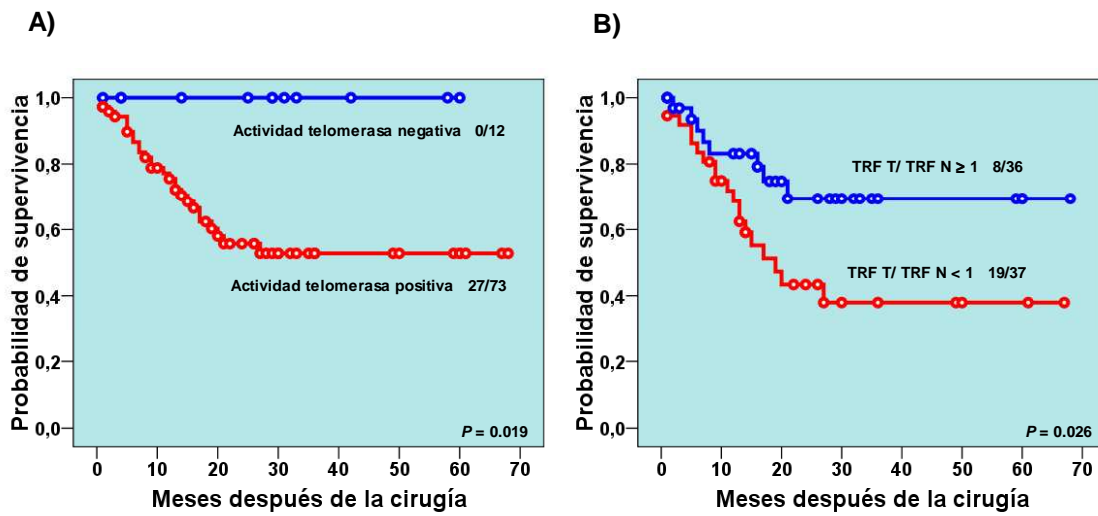 A)
Probabilidad de supervivencia
1,0
0,8
0,6
0,4
0,2
0,0
Actividad telomerasa negativa 0/12
Actividad telomerasa positiva 27/73
P = 0.019
0 10 20 30 40 50 60 70
Meses después de la cirugía
B)
Probabilidad de supervivencia
1,0
0,8
0,6
0,4
0,2
0,0
TRF T/ TRF N ≥ 1 8/36
TRF T/ TRF N < 1 19/37
P = 0.026
0 10 20 30 40 50 60 70
Meses después de la cirugía